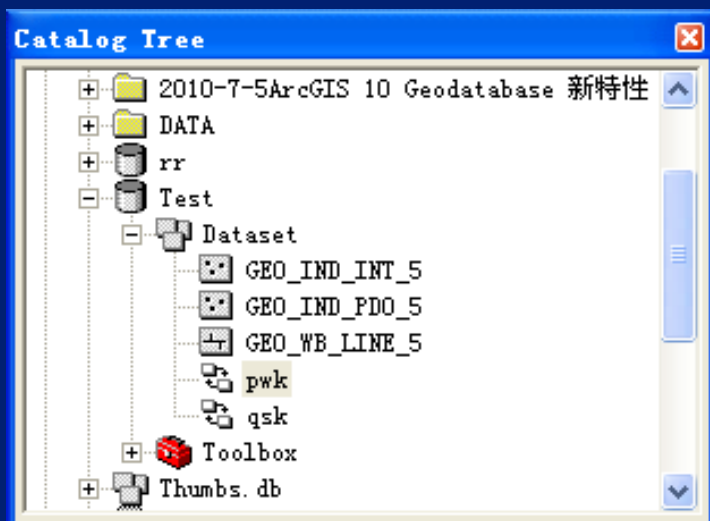 Catalog Tree
2010-7-5ArcGIS 10 Geodatabase 新特性
DATA
rr
Test
Dataset
GEO_IND_INT_5
GEO_IND_PDO_5
GEO_WB_LINE_5
pwk
qsk
Toolbox
Thumbs.db